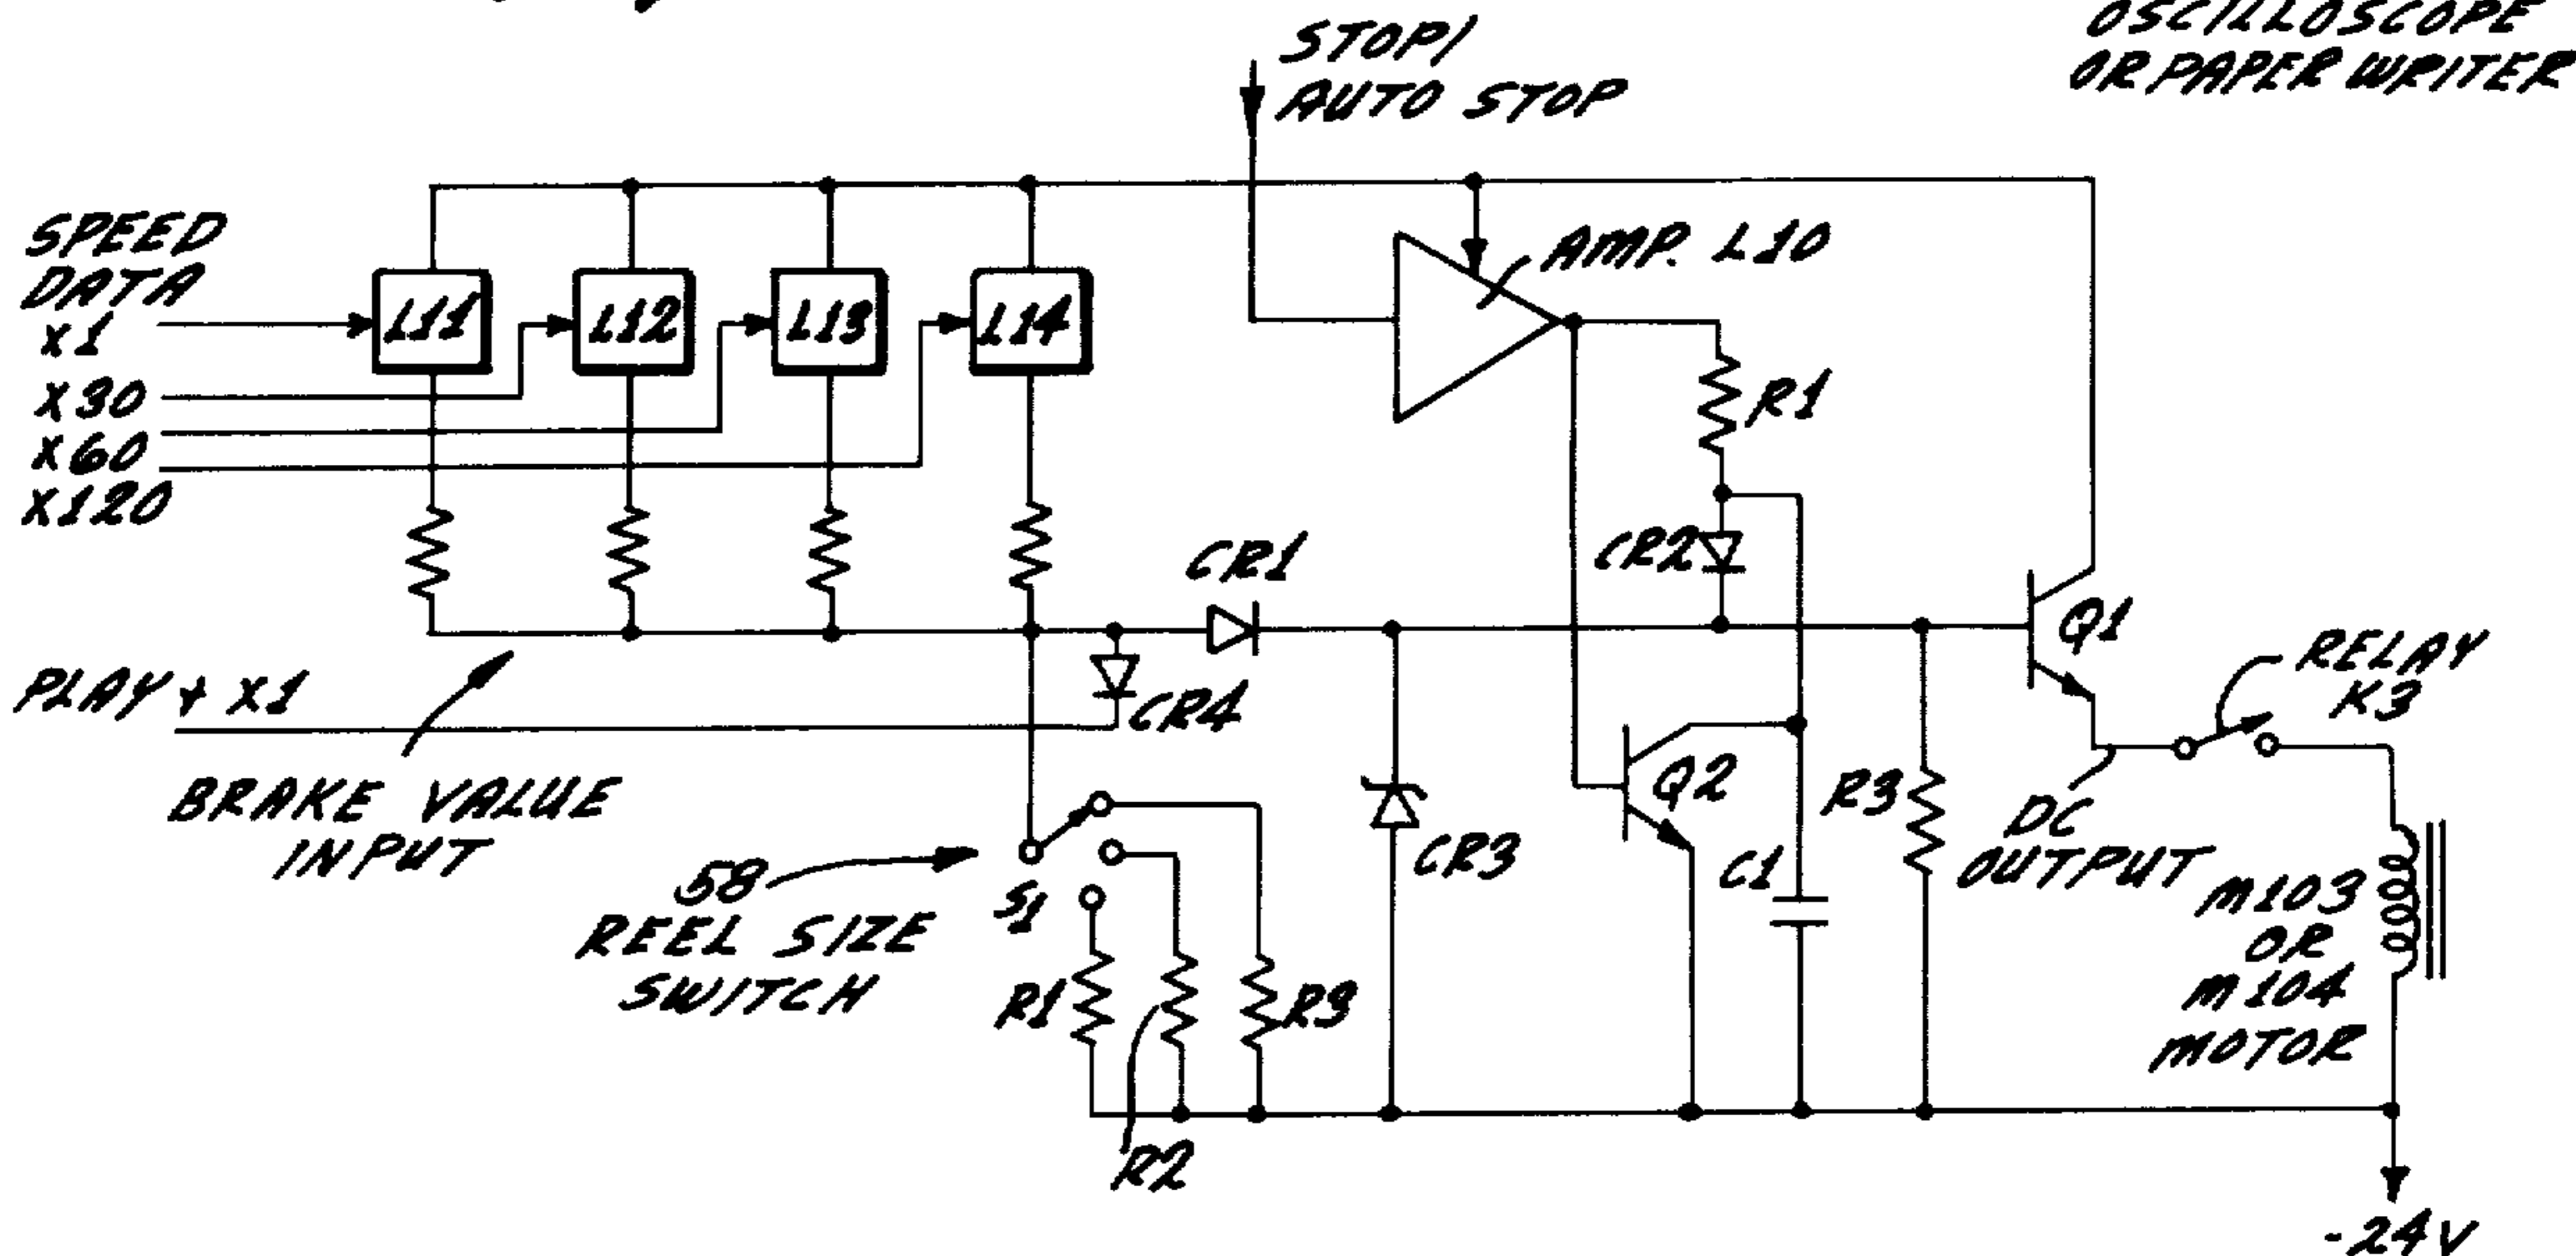 STOP/
AUTO STOP
OSCILLOSCOPE
OR PAPER WRITER
SPEED
DATA
X1
X30
X60
X120
L11
L12
L13
L14
AMP. L10
R1
CR1
CR2
Q1
RELAY
K3
PLAY + X1
CR4
BRAKE VALUE
INPUT
Q2
R3
DC
OUTPUT
CR3
C1
58
REEL SIZE
SWITCH
S1
R1
R3
R2
M103
OR
M104
MOTOR
-24V